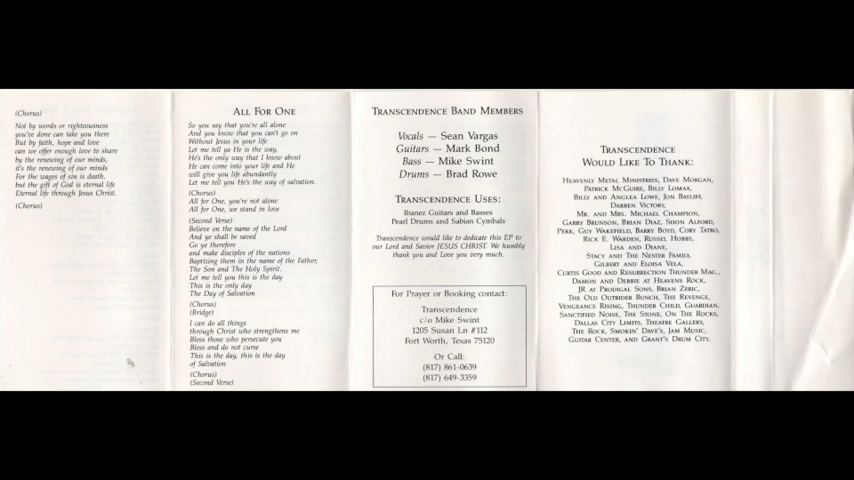 (Chorus)
Not by words or righteousness
you've done can take you there
But by faith, hope and love
can we offer enough love to share
by the renewing of our minds,
it's the renewing of our minds
For the wages of sin is death,
but the gift of God is eternal life
Eternal life through Jesus Christ.
(Chorus)
ALL FOR ONE
So you say that you're all alone
And you know that you can't go on
Without Jesus in your life
Let me tell ya He is the way,
He's the only way that I know about
He can come into your life and He
will give you life abundantly
Let me tell you He's the way of salvation.
(Chorus)
All for One, you're not alone
All for One, we stand in love
(Second Verse)
Believe on the name of the Lord
And ye shall be saved
Go ye therefore
and make disciples of the nations
Baptizing them in the name of the Father,
The Son and The Holy Spirit.
Let me tell you this is the day
This is the only day
The Day of Salvation
(Chorus)
(Bridge)
I can do all things
through Christ who strengthens me
Bless those who persecute you
Bless and do not curse
This is the day, this is the day
of Salvation
(Chorus)
(Second Verse)
TRANSCENDENCE BAND MEMBERS
Vocals — Sean Vargas
Guitars — Mark Bond
Bass — Mike Swint
Drums — Brad Rowe
TRANSCENDENCE USES:
Ibanez Guitars and Basses
Pearl Drums and Sabian Cymbals
Transcendence would like to dedicate this EP to
our Lord and Savior JESUS CHRIST. We humbly
thank you and Love you very much.
For Prayer or Booking contact:
Transcendence
c/o Mike Swint
1205 Susan Ln #112
Fort Worth, Texas 75120
Or Call:
(817) 861-0639
(817) 649-3359
TRANSCENDENCE
WOULD LIKE TO THANK:
HEAVENLY METAL MINISTRIES, DAVE MORGAN,
PATRICK MCGUIRE, BILLY LOMAX,
BILLY AND ANGLEA LOWE, JON BAYLIFF,
DARREN VICTORY,
MR. AND MRS. MICHAEL CHAMPION,
GARRY BRUNSON, BRIAN DIAZ, SHON ALFORD,
PERK, GUY WAKEFIELD, BARRY BOYD, CORY TATRO,
RICK E. WARDEN, RUSSEL HOBBS,
LISA AND DIANE,
STACY AND THE NESTER FAMILY,
GILBERT AND ELOISA VELA,
CURTIS GOOD AND RESURRECTION THUNDER MAG.,
DAMON AND DEBBIE AT HEAVENS ROCK,
JR AT PRODIGAL SONS, BRIAN ZERIC,
THE OLD OUTRIDER BUNCH, THE REVENGE,
VENGEANCE RISING, THUNDER CHILD, GUARDIAN,
SANCTIFIED NOISE, THE STONE, ON THE ROCKS,
DALLAS CITY LIMITS, THEATRE GALLERY,
THE ROCK, SMOKIN' DAVE'S, JAM MUSIC,
GUITAR CENTER, AND GRANT'S DRUM CITY.